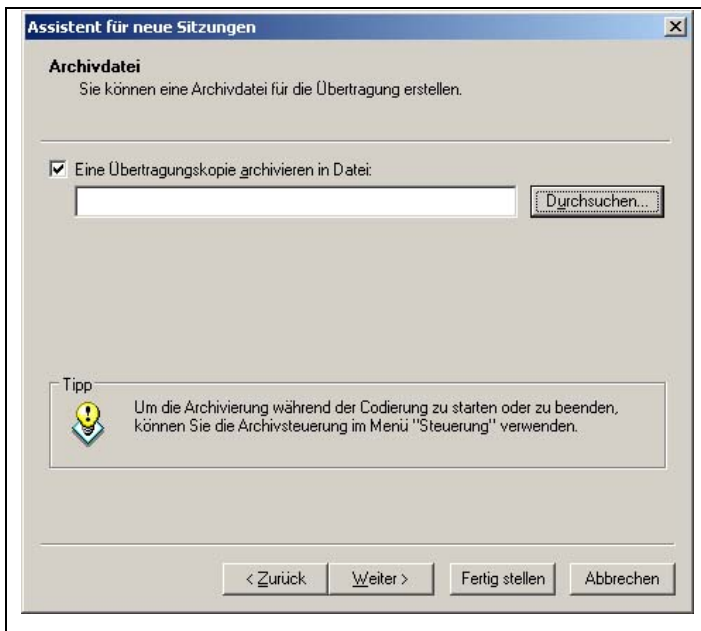 Assistent für neue Sitzungen
Archivdatei
Sie können eine Archivdatei für die Übertragung erstellen.
Eine Übertragungskopie archivieren in Datei:
Durchsuchen...
Tipp
Um die Archivierung während der Codierung zu starten oder zu beenden,
können Sie die Archivsteuerung im Menü "Steuerung" verwenden.
< Zurück
Weiter >
Fertig stellen
Abbrechen